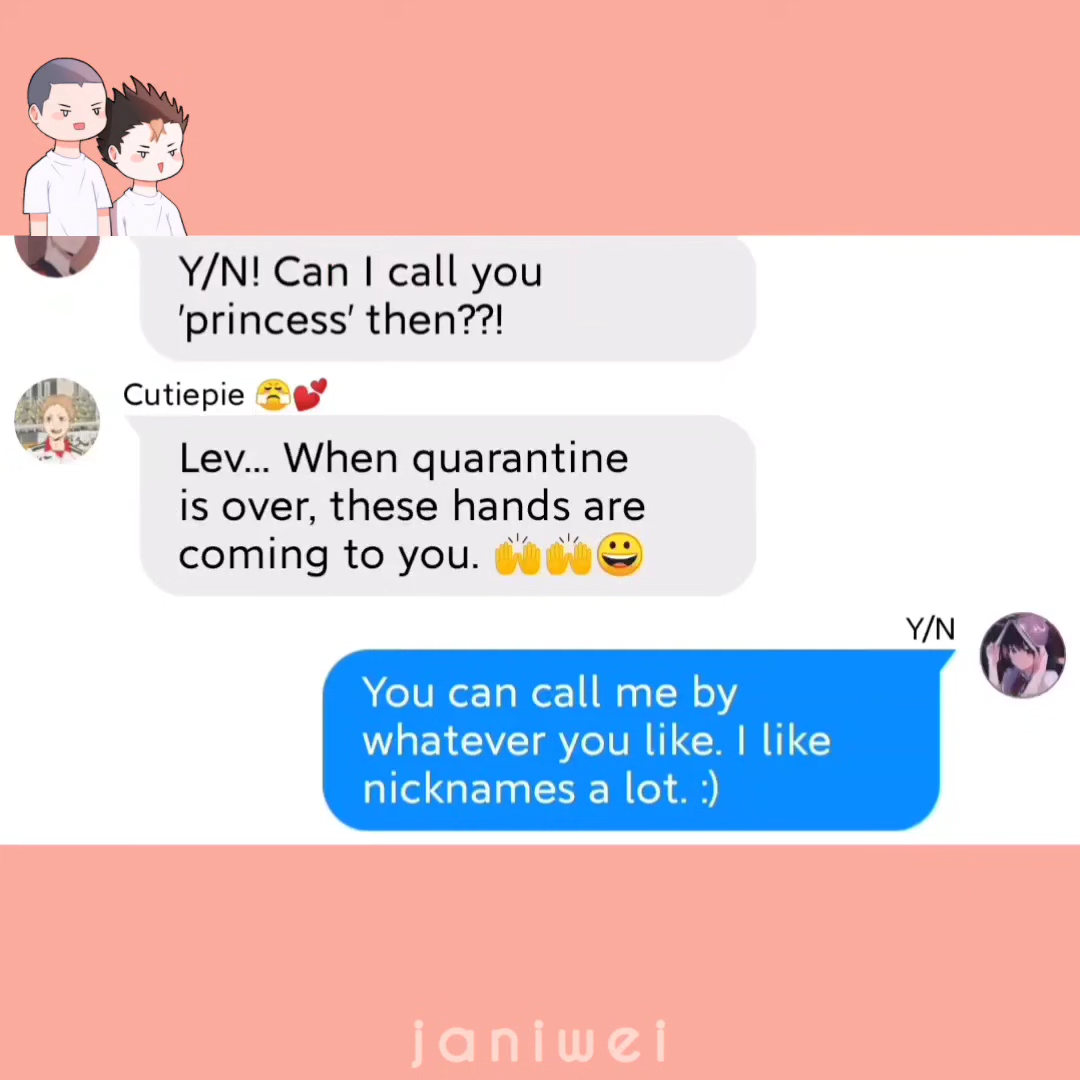 Y/N! Can I call you
'princess' then??!
Cutiepie 😤💕
Lev... When quarantine
is over, these hands are
coming to you. 🙌🙌😀
Y/N
You can call me by
whatever you like. I like
nicknames a lot. :)
janiwei